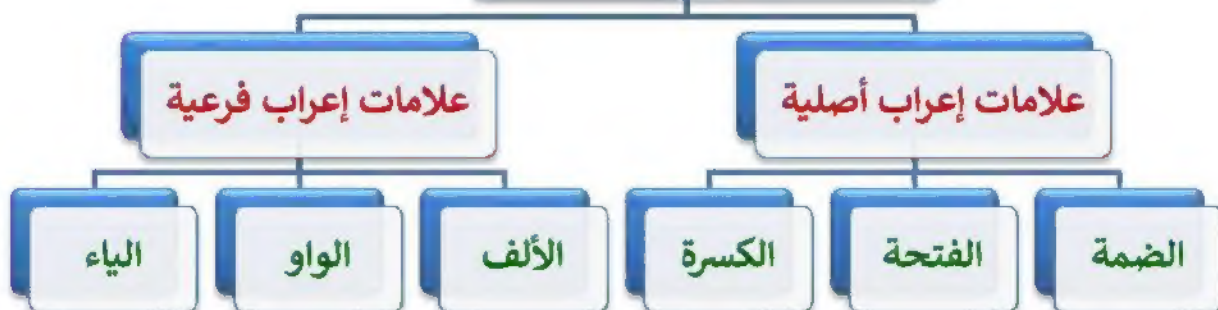 علامات إعراب أصلية
علامات إعراب فرعية
الضمة
الفتحة
الكسرة
الألف
الواو
الياء